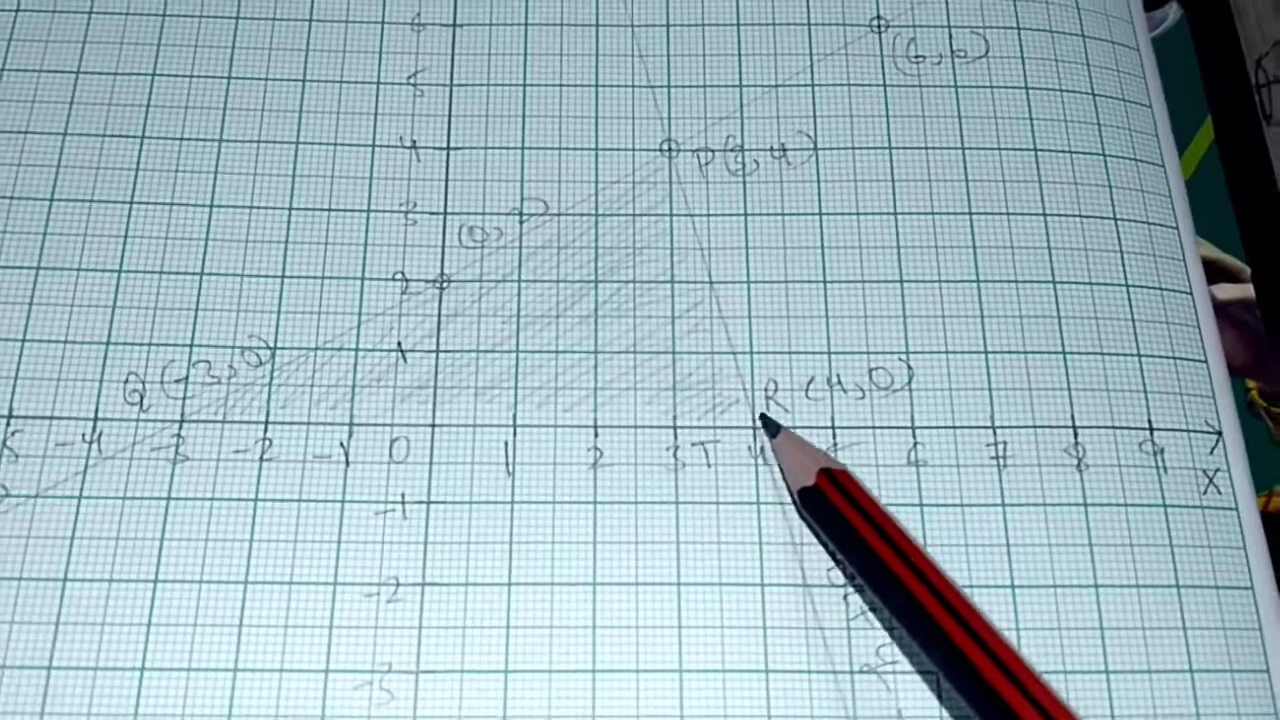 6
(6,6)
5
4
P(3,4)
3
(0,2)
2
1
Q(-3,0)
R(4,0)
5 -4 -3 -2 -1 0 1 2 3 T 4 5 6 7 8 9
X
-1
-2
-3